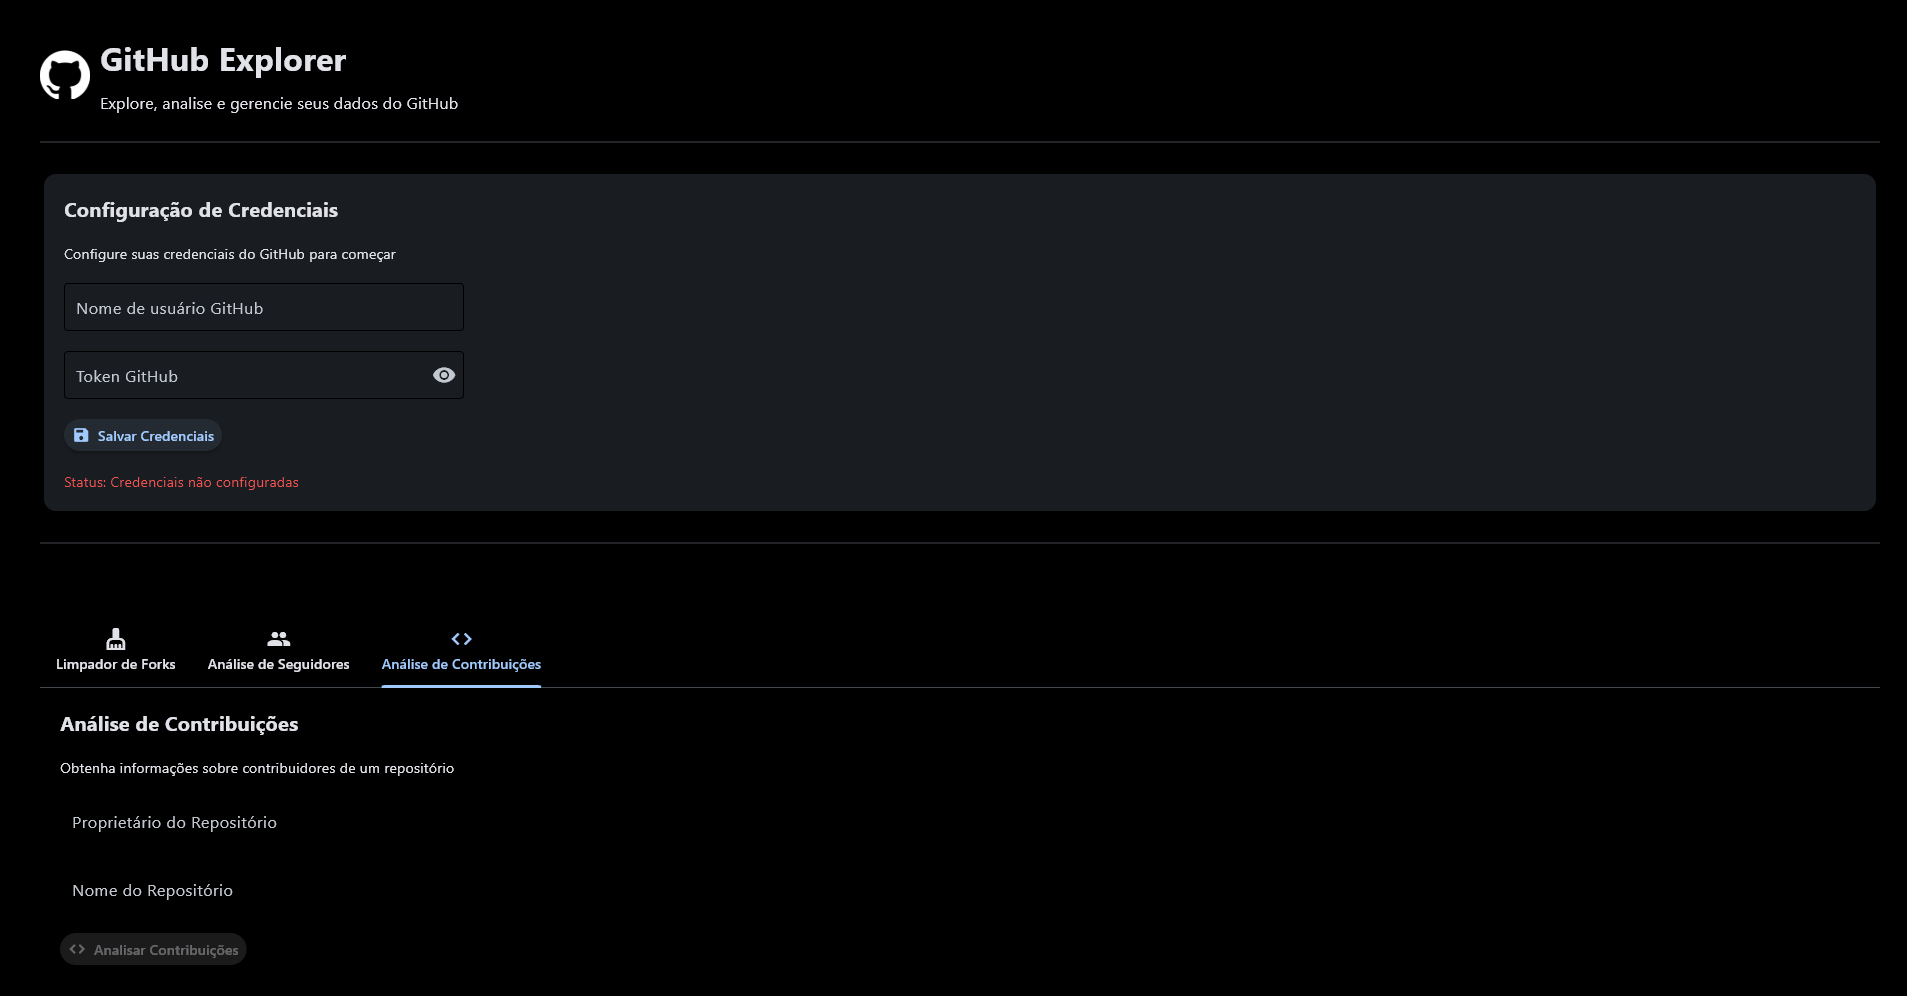 GitHub Explorer
Explore, analise e gerencie seus dados do GitHub
Configuração de Credenciais
Configure suas credenciais do GitHub para começar
Nome de usuário GitHub
Token GitHub
Salvar Credenciais
Status: Credenciais não configuradas
Limpador de Forks
Análise de Seguidores
Análise de Contribuições
Análise de Contribuições
Obtenha informações sobre contribuidores de um repositório
Proprietário do Repositório
Nome do Repositório
Analisar Contribuições